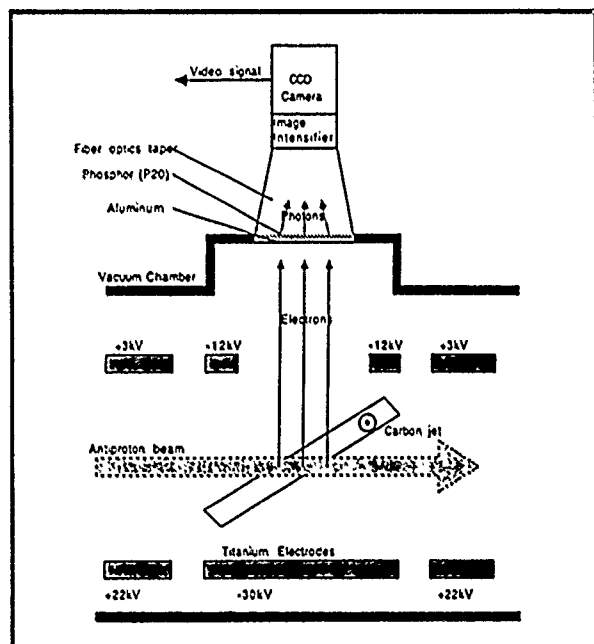 Video signal
CCD
Camera
Image
Intensifier
Fiber optics taper
Phosphor (P20)
Photons
Aluminum
Vacuum Chamber
Electrons
+3kV +12kV +12kV +3kV
Carbon jet
Antiproton beam
Titanium Electrodes
+22kV +30kV +22kV